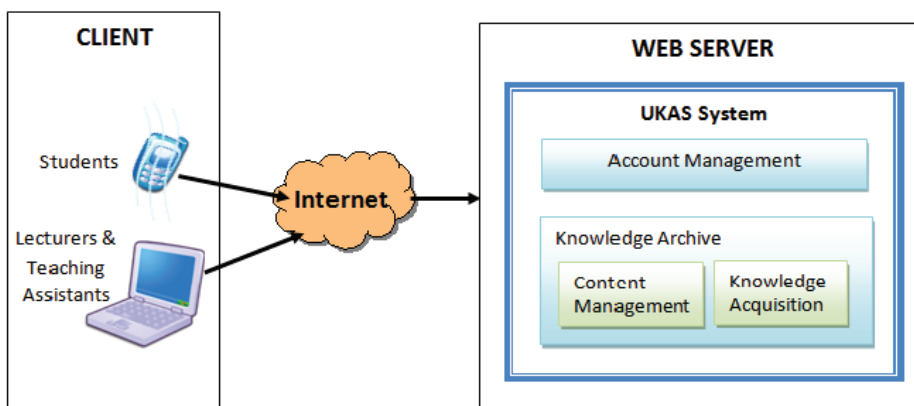 CLIENT
Students
Lecturers &
Teaching
Assistants
Internet
WEB SERVER
UKAS System
Account Management
Knowledge Archive
Content
Management
Knowledge
Acquisition